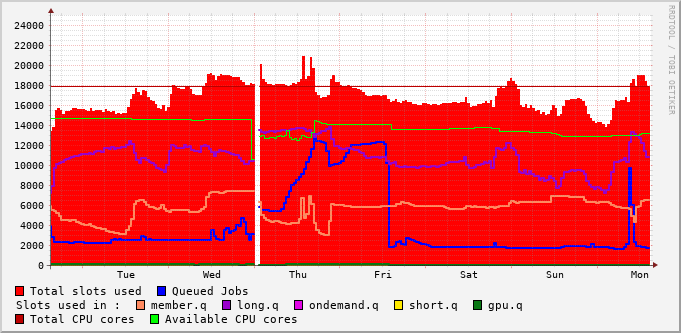 RRDTOOL / TOBI OETIKER
24000
22000
20000
18000
16000
14000
12000
10000
8000
6000
4000
2000
0
Tue Wed Thu Fri Sat Sun Mon
Total slots used Queued Jobs
Slots used in : member.q long.q ondemand.q short.q gpu.q
Total CPU cores Available CPU cores